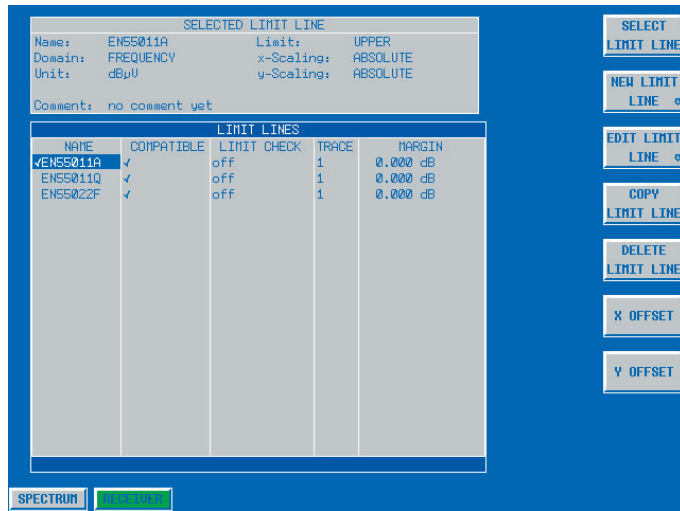 SELECTED LIMIT LINE
Name: EN55011A Limit: UPPER
Domain: FREQUENCY x-Scaling: ABSOLUTE
Unit: dBµV y-Scaling: ABSOLUTE
Comment: no comment yet
LIMIT LINES
NAME COMPATIBLE LIMIT CHECK TRACE MARGIN
✓EN55011A ✓ off 1 0.000 dB
EN55011Q ✓ off 1 0.000 dB
EN55022F ✓ off 1 0.000 dB
SELECT
LIMIT LINE
NEW LIMIT
LINE
EDIT LIMIT
LINE
COPY
LIMIT LINE
DELETE
LIMIT LINE
X OFFSET
Y OFFSET
SPECTRUM RECEIVER